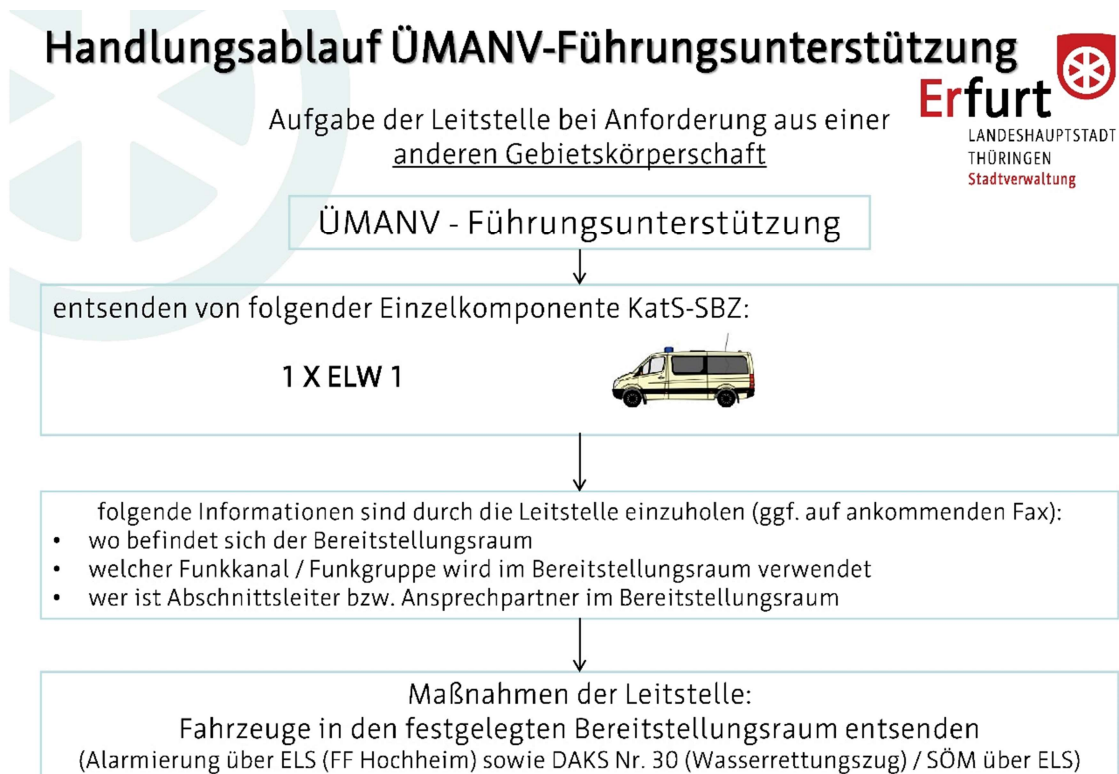 Handlungsablauf ÜMANV-Führungsunterstützung
Erfurt
LANDESHAUPTSTADT
THÜRINGEN
Stadtverwaltung
Aufgabe der Leitstelle bei Anforderung aus einer
anderen Gebietskörperschaft
ÜMANV - Führungsunterstützung
entsenden von folgender Einzelkomponente KatS-SBZ:
1 X ELW 1
folgende Informationen sind durch die Leitstelle einzuholen (ggf. auf ankommenden Fax):
• wo befindet sich der Bereitstellungsraum
• welcher Funkkanal / Funkgruppe wird im Bereitstellungsraum verwendet
• wer ist Abschnittsleiter bzw. Ansprechpartner im Bereitstellungsraum
Maßnahmen der Leitstelle:
Fahrzeuge in den festgelegten Bereitstellungsraum entsenden
(Alarmierung über ELS (FF Hochheim) sowie DAKS Nr. 30 (Wasserrettungszug) / SÖM über ELS)